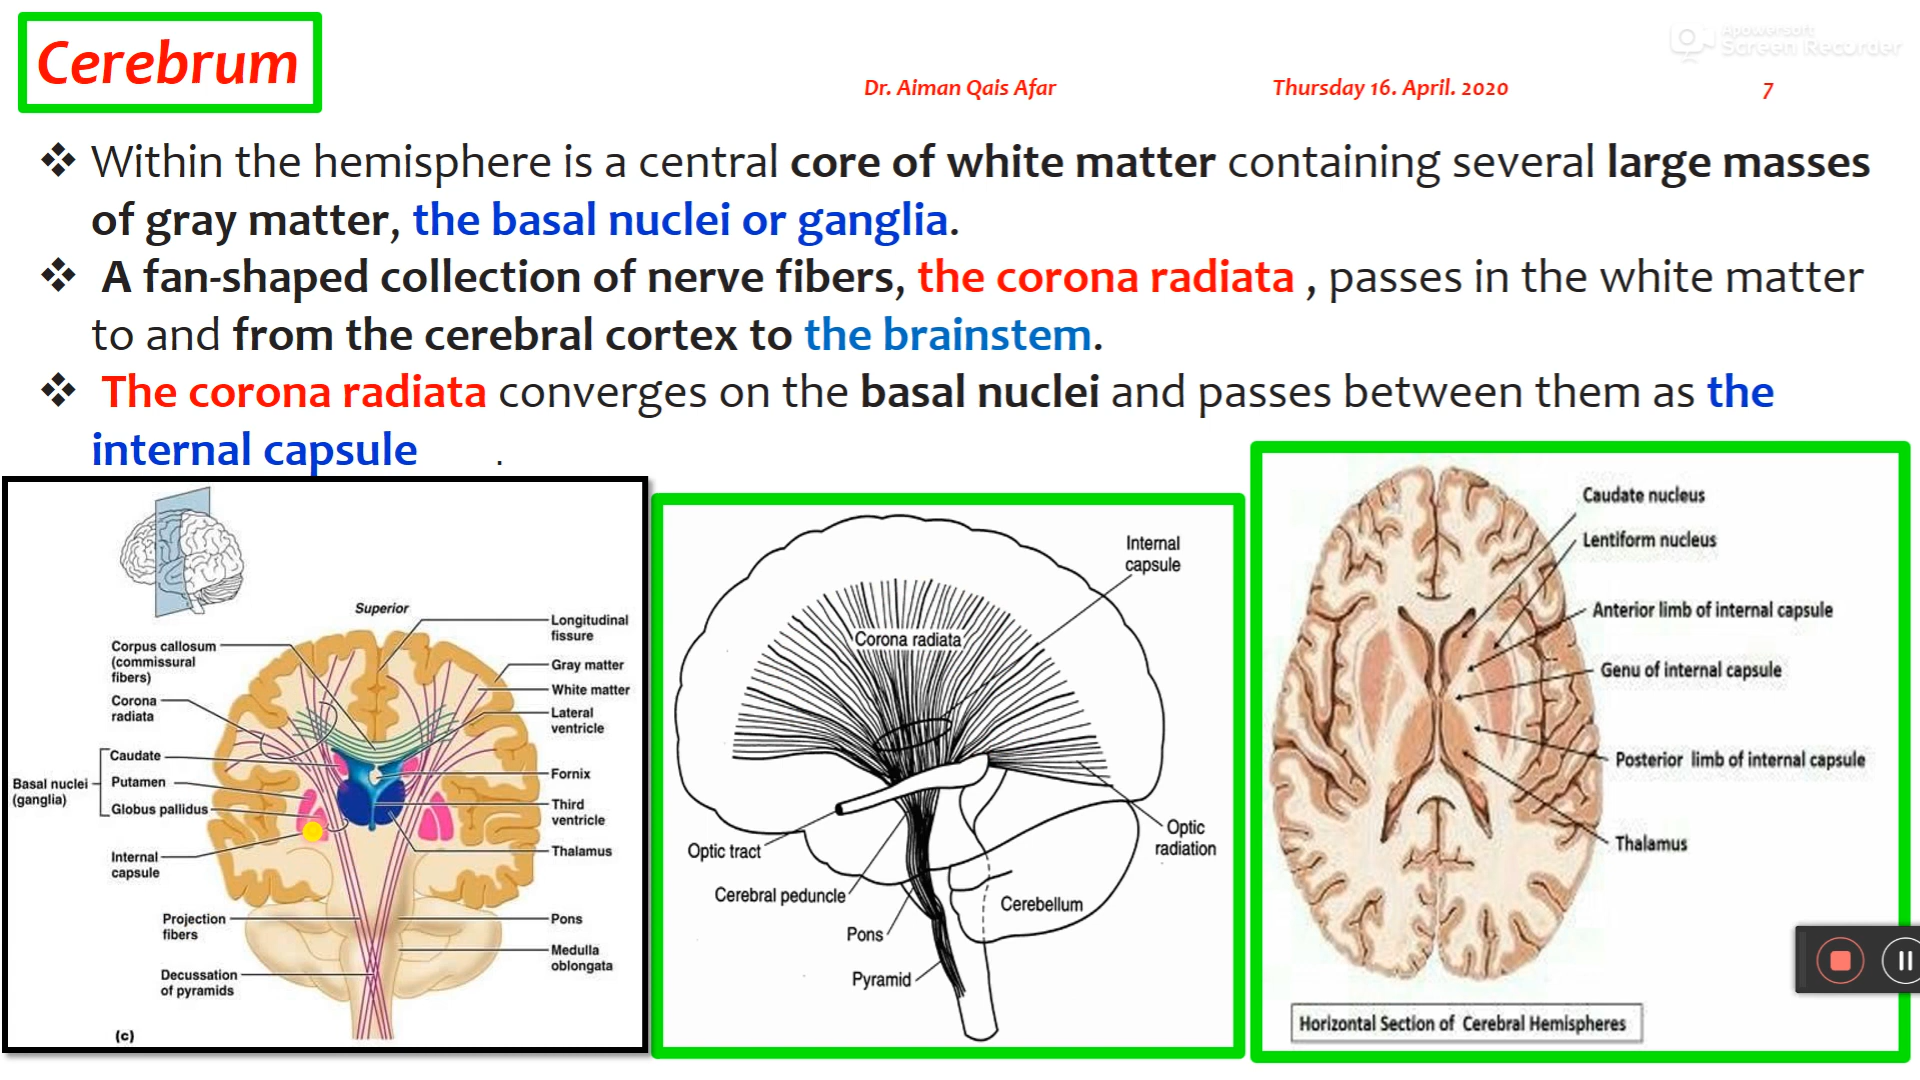 Cerebrum
Apowersoft
Screen Recorder
Dr. Aiman Qais Afar
Thursday 16. April. 2020
7
❖ Within the hemisphere is a central core of white matter containing several large masses
of gray matter, the basal nuclei or ganglia.
❖ A fan-shaped collection of nerve fibers, the corona radiata , passes in the white matter
to and from the cerebral cortex to the brainstem.
❖ The corona radiata converges on the basal nuclei and passes between them as the
internal capsule .
Superior
Corpus callosum
(commissural
fibers)
Corona
radiata
Basal nuclei
(ganglia)
Caudate
Putamen
Globus pallidus
Internal
capsule
Projection
fibers
Decussation
of pyramids
Longitudinal
fissure
Gray matter
White matter
Lateral
ventricle
Fornix
Third
ventricle
Thalamus
Pons
Medulla
oblongata
(c)
Internal
capsule
Corona radiata
Optic tract
Cerebral peduncle
Pons
Pyramid
Optic
radiation
Cerebellum
Caudate nucleus
Lentiform nucleus
Anterior limb of internal capsule
Genu of internal capsule
Posterior limb of internal capsule
Thalamus
Horizontal Section of Cerebral Hemispheres